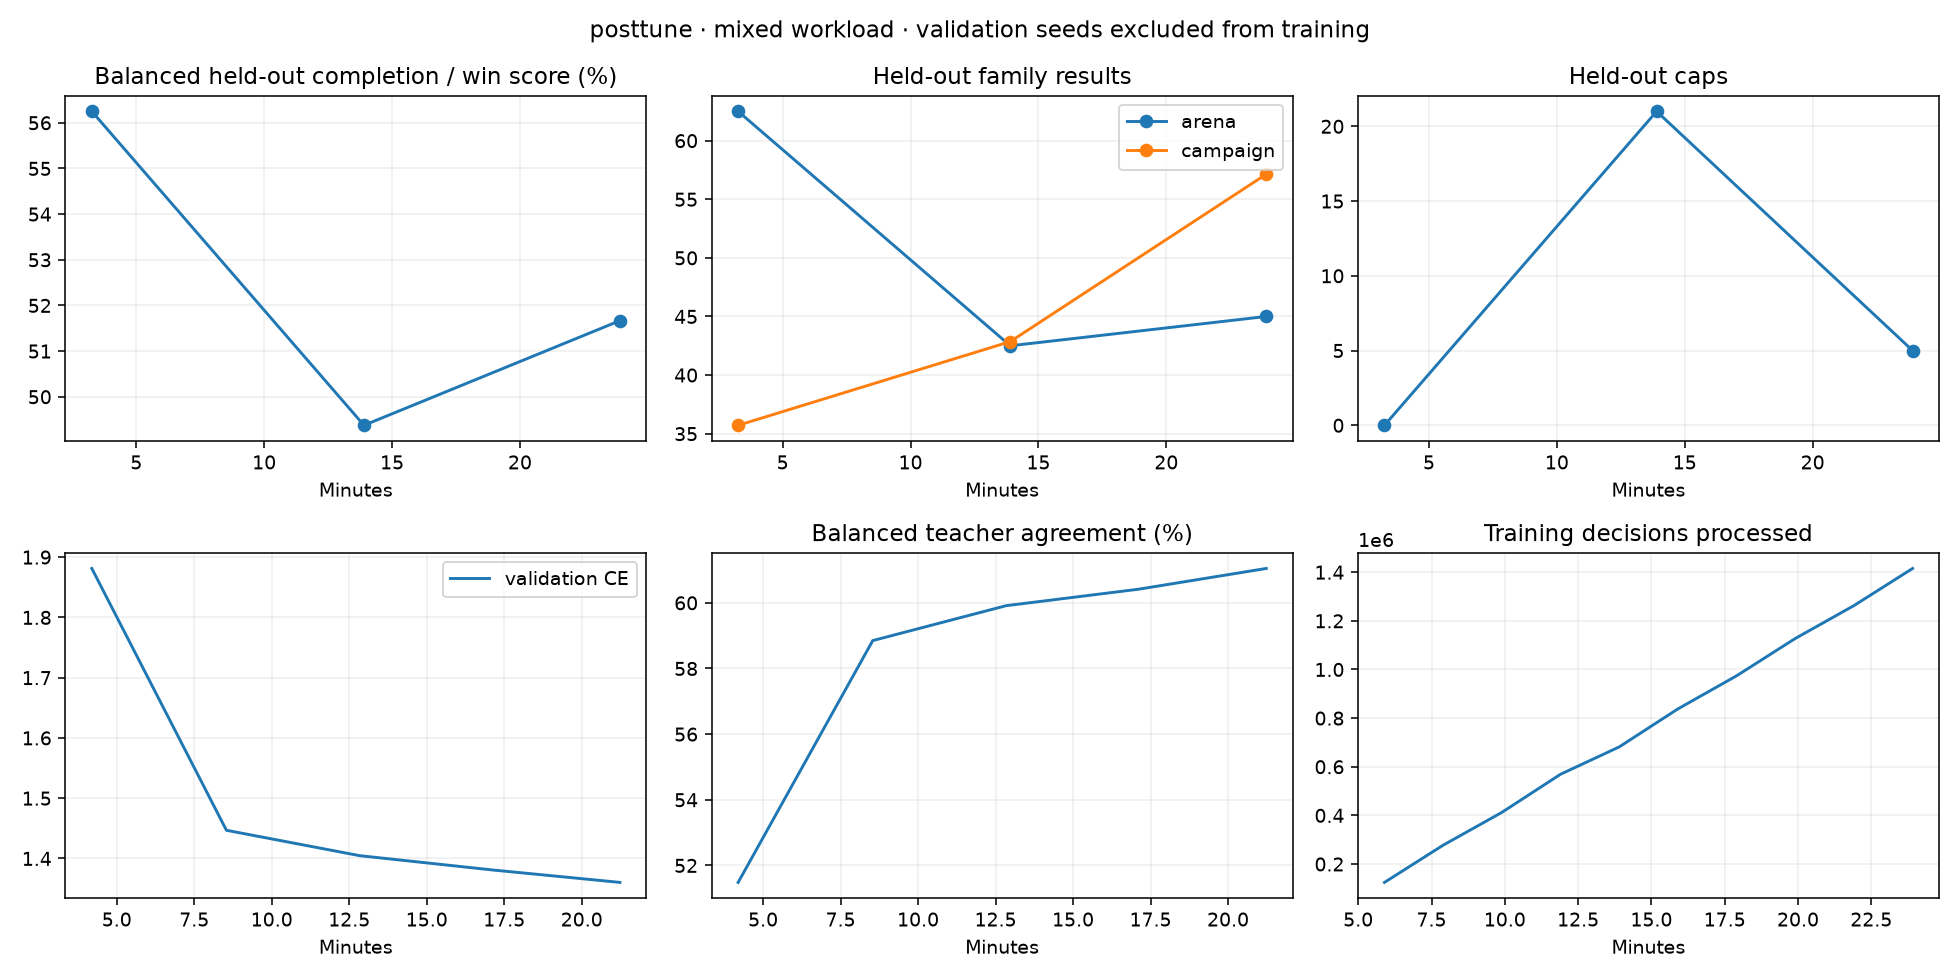 posttune · mixed workload · validation seeds excluded from training
Balanced held-out completion / win score (%)
56
55
54
53
52
51
50
5 10 15 20
Minutes
Held-out family results
arena
campaign
60
55
50
45
40
35
5 10 15 20
Minutes
Held-out caps
20
15
10
5
0
5 10 15 20
Minutes
validation CE
1.9
1.8
1.7
1.6
1.5
1.4
5.0 7.5 10.0 12.5 15.0 17.5 20.0
Minutes
Balanced teacher agreement (%)
60
58
56
54
52
5.0 7.5 10.0 12.5 15.0 17.5 20.0
Minutes
Training decisions processed
1e6
1.4
1.2
1.0
0.8
0.6
0.4
0.2
5.0 7.5 10.0 12.5 15.0 17.5 20.0 22.5
Minutes